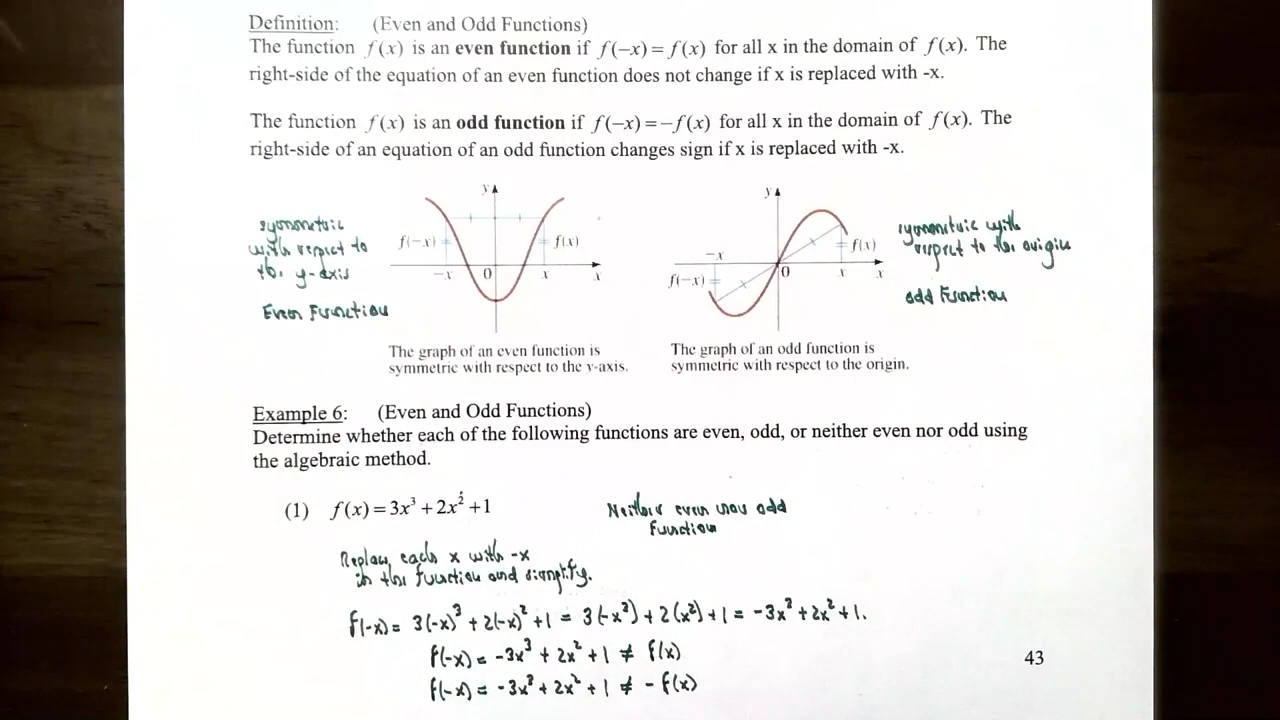 Definition: (Even and Odd Functions)
The function f(x) is an even function if f(−x) = f(x) for all x in the domain of f(x). The
right-side of the equation of an even function does not change if x is replaced with -x.
The function f(x) is an odd function if f(−x) = −f(x) for all x in the domain of f(x). The
right-side of an equation of an odd function changes sign if x is replaced with -x.
symmetric
with respect to
the y-axis
Even Function
y
f(−x)
f(x)
−x
0
x
x
y
−x
f(x)
0
x
x
f(−x)
symmetric with
respect to the origin
odd Function
The graph of an even function is
symmetric with respect to the y-axis.
The graph of an odd function is
symmetric with respect to the origin.
Example 6: (Even and Odd Functions)
Determine whether each of the following functions are even, odd, or neither even nor odd using
the algebraic method.
(1) f(x) = 3x³ + 2x² + 1
Neither even nor odd
Function
Replace each x with -x
in the function and simplify.
f(-x) = 3(-x)³ + 2(-x)² + 1 = 3(-x³) + 2(x²) + 1 = -3x³ + 2x² + 1.
f(-x) = -3x³ + 2x² + 1 ≠ f(x)
f(-x) = -3x³ + 2x² + 1 ≠ - f(x)
43